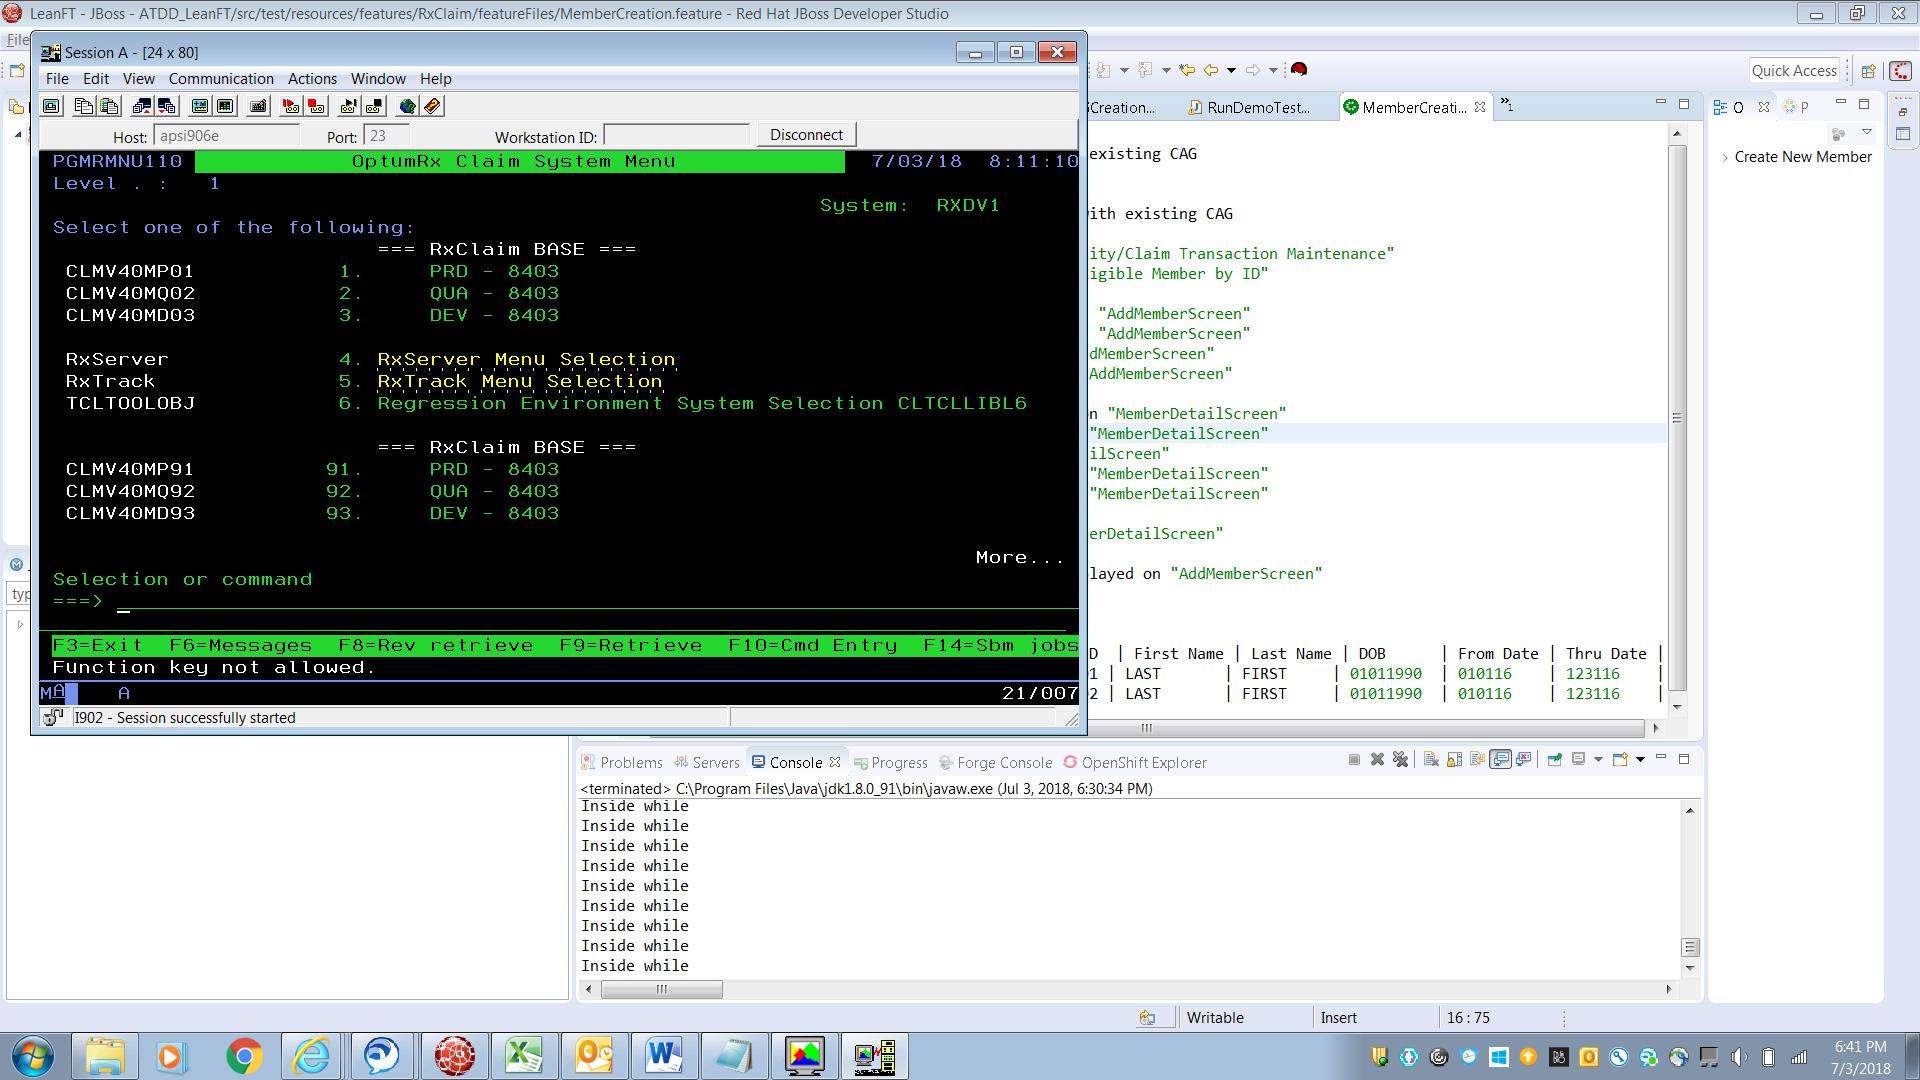 LeanFT - JBoss - ATDD_LeanFT/src/test/resources/features/RxClaim/featureFiles/MemberCreation.feature - Red Hat JBoss Developer Studio
File
Session A - [24 x 80]
File Edit View Communication Actions Window Help
Host: apsi906e Port: 23 Workstation ID: Disconnect
PGMRMNU110 OptumRx Claim System Menu 7/03/18 8:11:10
Level . : 1
System: RXDV1
Select one of the following:
=== RxClaim BASE ===
CLMV40MP01 1. PRD - 8403
CLMV40MQ02 2. QUA - 8403
CLMV40MD03 3. DEV - 8403
RxServer 4. RxServer Menu Selection
RxTrack 5. RxTrack Menu Selection
TCLTOOLOBJ 6. Regression Environment System Selection CLTCLLIBL6
=== RxClaim BASE ===
CLMV40MP91 91. PRD - 8403
CLMV40MQ92 92. QUA - 8403
CLMV40MD93 93. DEV - 8403
More...
Selection or command
===>
F3=Exit F6=Messages F8=Rev retrieve F9=Retrieve F10=Cmd Entry F14=Sbm jobs
Function key not allowed.
MA A 21/007
I902 - Session successfully started
Quick Access
Creation... RunDemoTest... MemberCreati... »1
O P
Create New Member
existing CAG
ith existing CAG
ity/Claim Transaction Maintenance"
igible Member by ID"
"AddMemberScreen"
"AddMemberScreen"
dMemberScreen"
AddMemberScreen"
n "MemberDetailScreen"
"MemberDetailScreen"
ilScreen"
"MemberDetailScreen"
"MemberDetailScreen"
erDetailScreen"
layed on "AddMemberScreen"
D | First Name | Last Name | DOB | From Date | Thru Date |
1 | LAST | FIRST | 01011990 | 010116 | 123116 |
2 | LAST | FIRST | 01011990 | 010116 | 123116 |
typ
Problems Servers Console Progress Forge Console OpenShift Explorer
<terminated> C:\Program Files\Java\jdk1.8.0_91\bin\javaw.exe (Jul 3, 2018, 6:30:34 PM)
Inside while
Inside while
Inside while
Inside while
Inside while
Inside while
Inside while
Inside while
Inside while
Writable Insert 16 : 75
6:41 PM
7/3/2018